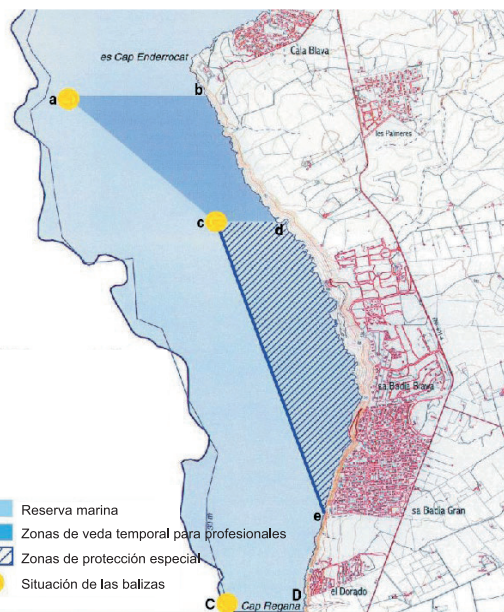 es Cap Enderrocat
Cala Blava
a
b
les Palmeres
c
d
sa Badia Brava
e
sa Badia Gran
Reserva marina
Zonas de veda temporal para profesionales
Zonas de protección especial
Situación de las balizas
C
Cap Regana
D
el Dorado